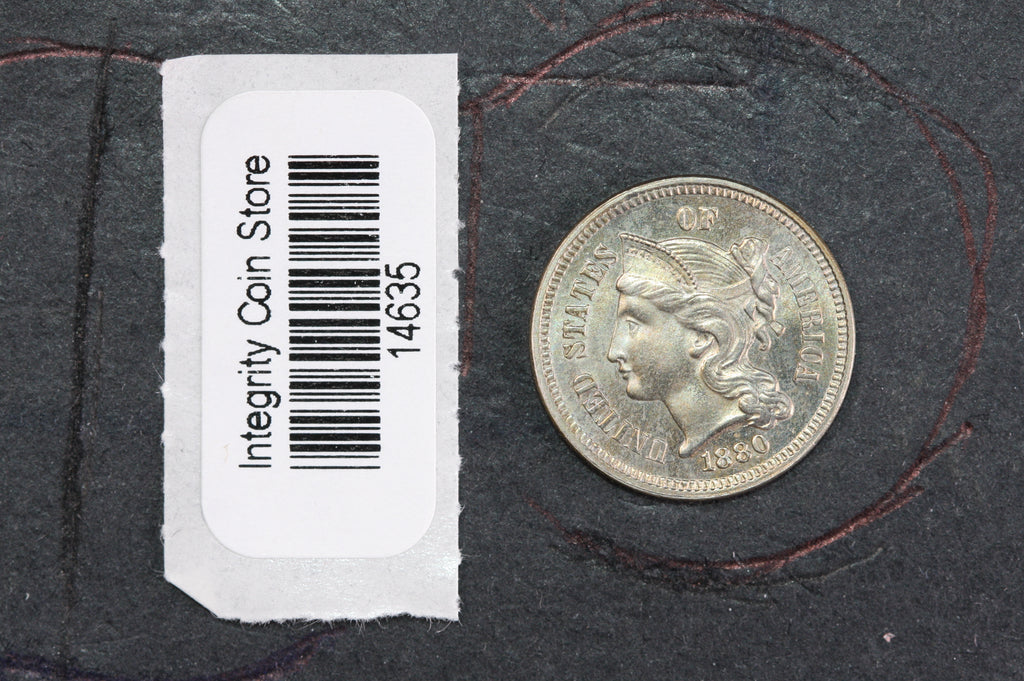 Integrity Coin Store
14635
UNITED STATES OF AMERICA
1880